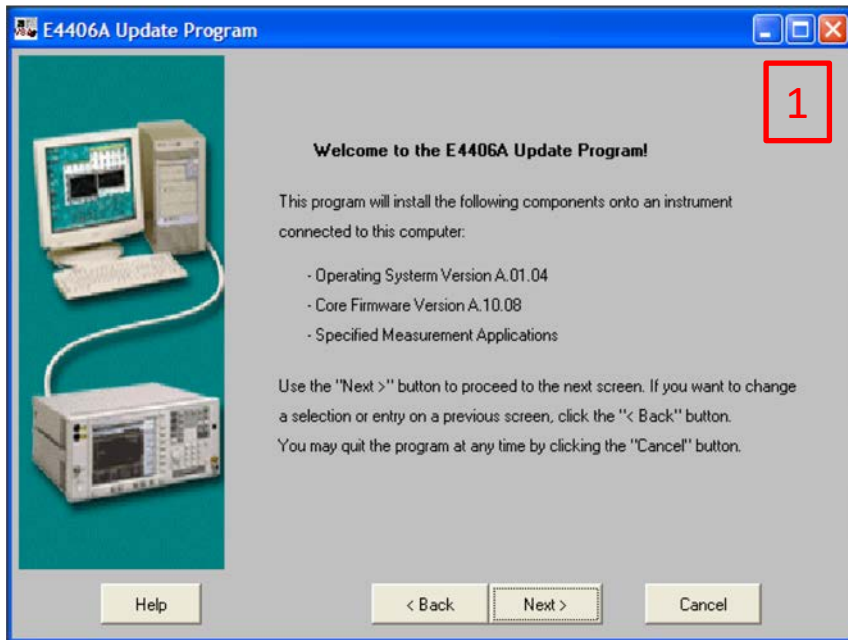 E4406A Update Program
1
Welcome to the E4406A Update Program!
This program will install the following components onto an instrument
connected to this computer:
- Operating Systerm Version A.01.04
- Core Firmware Version A.10.08
- Specified Measurement Applications
Use the "Next >" button to proceed to the next screen. If you want to change
a selection or entry on a previous screen, click the "< Back" button.
You may quit the program at any time by clicking the "Cancel" button.
Help
< Back
Next >
Cancel